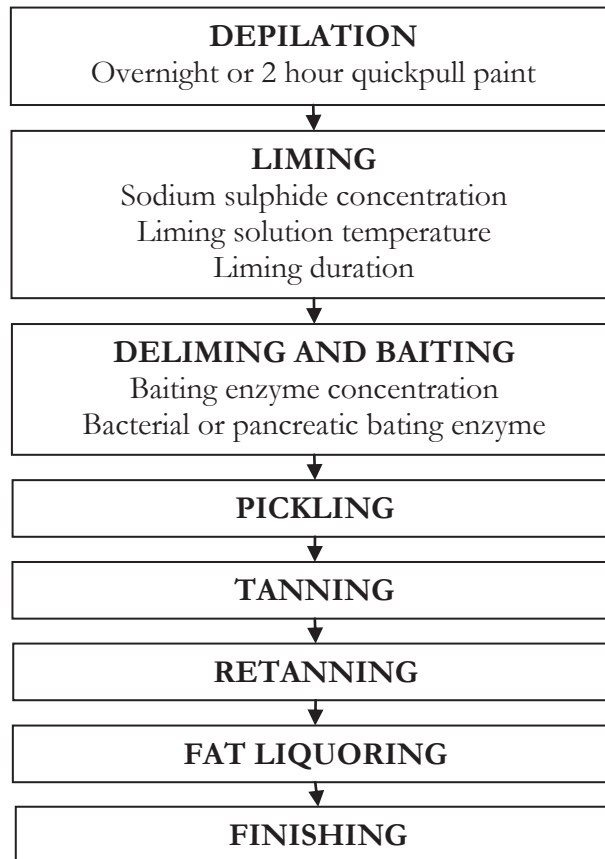 DEPILATION
Overnight or 2 hour quickpull paint
LIMING
Sodium sulphide concentration
Liming solution temperature
Liming duration
DELIMING AND BAITING
Baiting enzyme concentration
Bacterial or pancreatic bating enzyme
PICKLING
TANNING
RETANNING
FAT LIQUORING
FINISHING